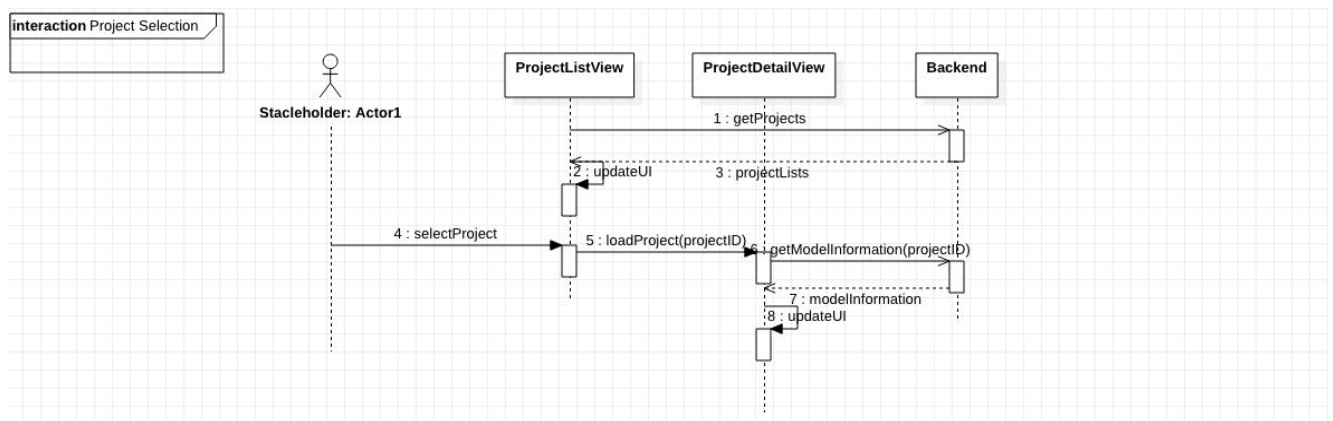 interaction Project Selection
ProjectListView
ProjectDetailView
Backend
Stacleholder: Actor1
1 : getProjects
2 : updateUI
3 : projectLists
4 : selectProject
5 : loadProject(projectID)
6 : getModelInformation(projectID)
7 : modelInformation
8 : updateUI